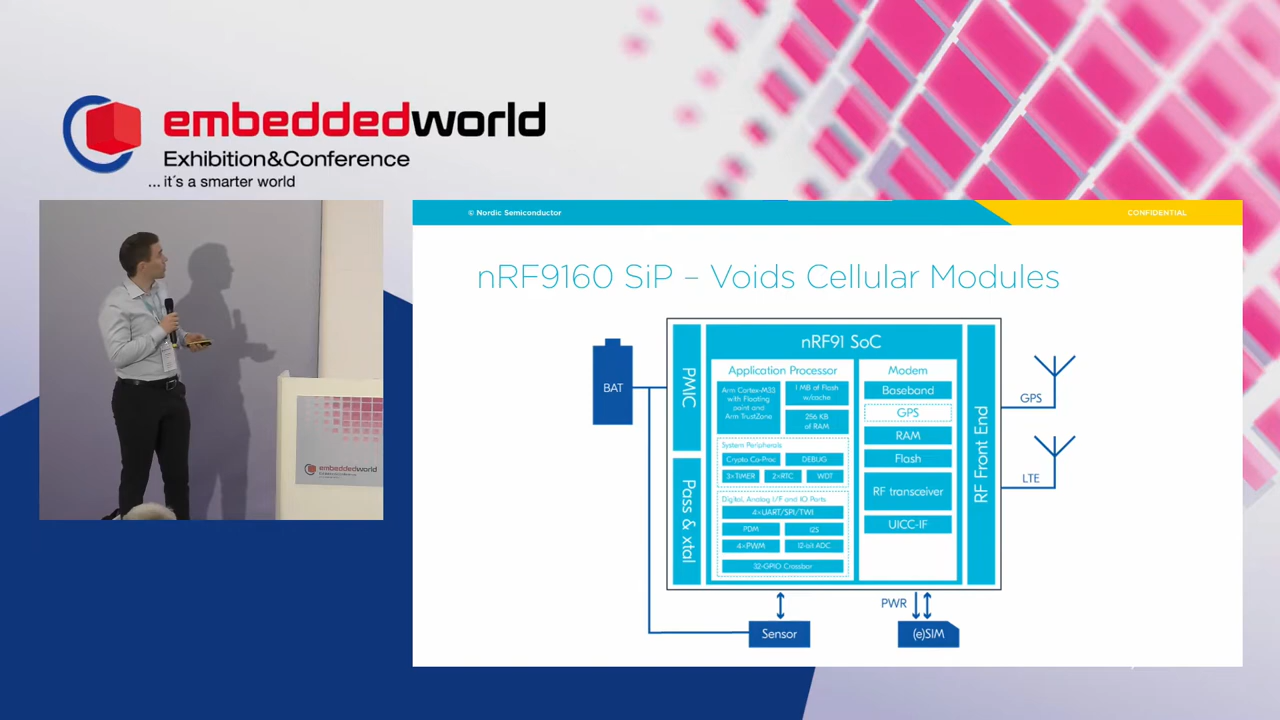 embeddedworld
Exhibition&Conference
... it´s a smarter world
© Nordic Semiconductor
CONFIDENTIAL
nRF9160 SiP – Voids Cellular Modules
BAT
PMIC
Pass & xtal
nRF91 SoC
Application Processor
Arm Cortex-M33
with Floating
point and
Arm TrustZone
1 MB of Flash
w/cache
256 KB
of RAM
System Peripherals
Crypto Co-Proc
DEBUG
3×TIMER
2×RTC
WDT
Digital, Analog I/F and IO Ports
4×UART/SPI/TWI
PDM
I2S
4×PWM
12-bit ADC
32-GPIO Crossbar
Modem
Baseband
GPS
RAM
Flash
RF transceiver
UICC-IF
RF Front End
GPS
LTE
PWR
Sensor
(e)SIM
embeddedworld